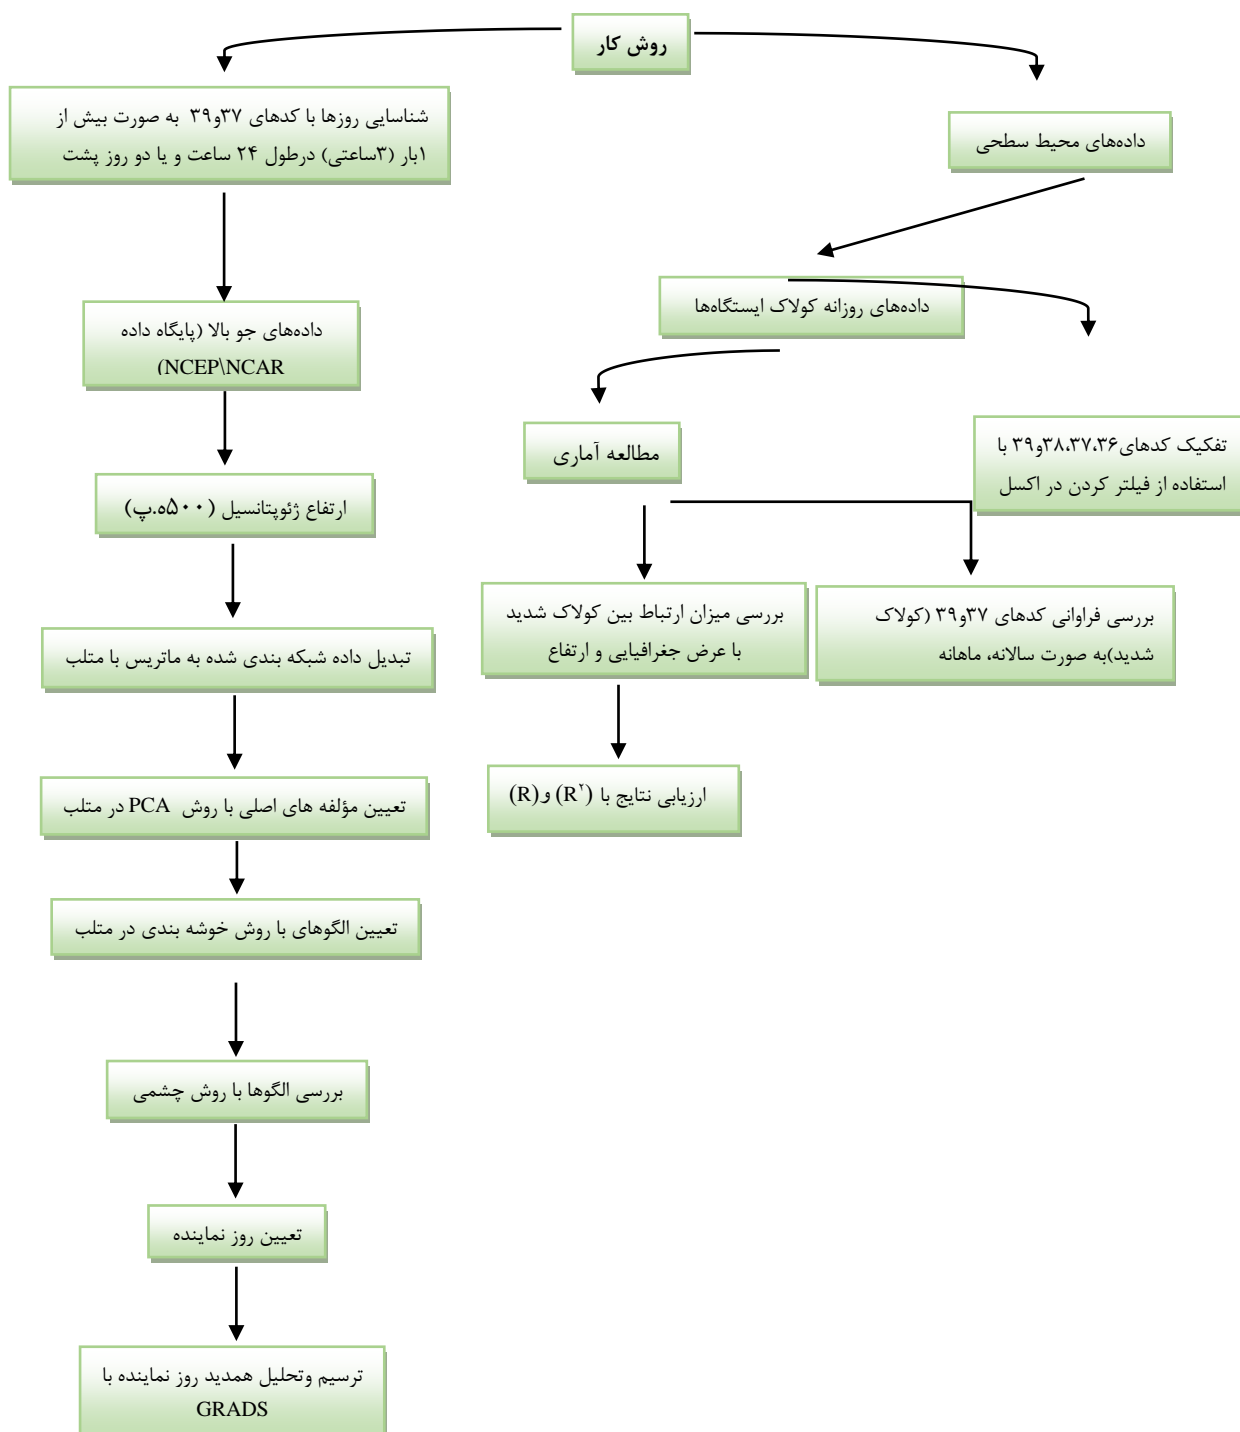 روش کار
داده‌های محیط سطحی
داده‌های روزانه کولاک ایستگاه‌ها
تفکیک کدهای۳۸،۳۷،۳۶و۳۹ با
استفاده از فیلتر کردن در اکسل
مطالعه آماری
بررسی فراوانی کدهای ۳۷و۳۹ (کولاک
شدید)به صورت سالانه، ماهانه
بررسی میزان ارتباط بین کولاک شدید
با عرض جغرافیایی و ارتفاع
ارزیابی نتایج با (R۲) و(R)
شناسایی روزها با کدهای ۳۷و۳۹ به صورت بیش از
۱بار (۳ساعتی) درطول ۲۴ ساعت و یا دو روز پشت
داده‌های جو بالا (پایگاه داده
NCEP\NCAR)
ارتفاع ژئوپتانسیل (۵۰۰ه.پ)
تبدیل داده شبکه بندی شده به ماتریس با متلب
تعیین مؤلفه های اصلی با روش PCA در متلب
تعیین الگوهای با روش خوشه بندی در متلب
بررسی الگوها با روش چشمی
تعیین روز نماینده
ترسیم وتحلیل همدید روز نماینده با
GRADS